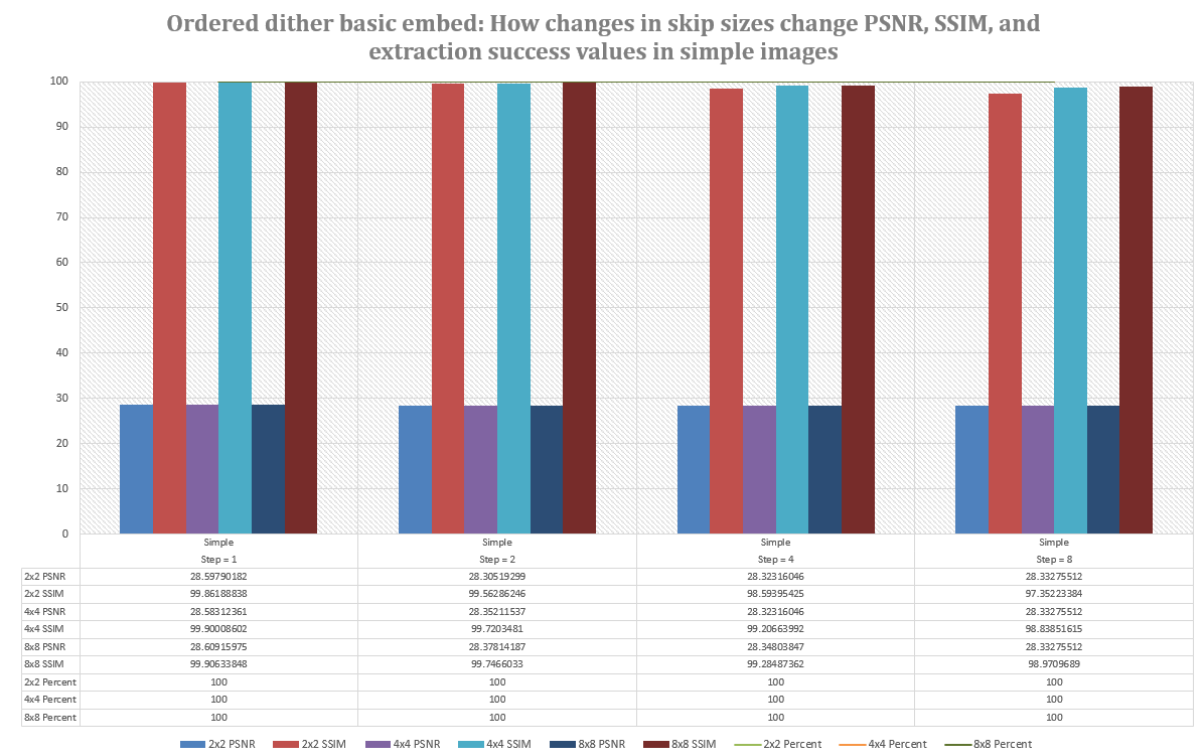 Ordered dither basic embed: How changes in skip sizes change PSNR, SSIM, and
extraction success values in simple images
100
90
80
70
60
50
40
30
20
10
0
Simple Simple Simple Simple
Step = 1 Step = 2 Step = 4 Step = 8
2x2 PSNR 28.59790182 28.30519299 28.32316046 28.33275512
2x2 SSIM 99.86188838 99.56286246 98.59395425 97.35223384
4x4 PSNR 28.58312361 28.35211537 28.32316046 28.33275512
4x4 SSIM 99.90008602 99.7203481 99.20663992 98.83851615
8x8 PSNR 28.60915975 28.37814187 28.34803847 28.33275512
8x8 SSIM 99.90633848 99.7466033 99.28487362 98.9709689
2x2 Percent 100 100 100 100
4x4 Percent 100 100 100 100
8x8 Percent 100 100 100 100
2x2 PSNR 2x2 SSIM 4x4 PSNR 4x4 SSIM 8x8 PSNR 8x8 SSIM 2x2 Percent 4x4 Percent 8x8 Percent